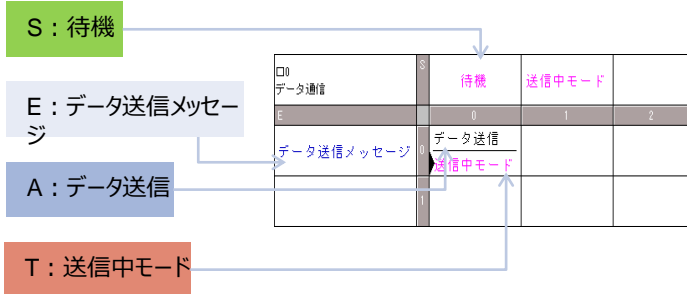 S：待機
E：データ送信メッセー
ジ
A：データ送信
T：送信中モード
□0
データ通信
S
待機
送信中モード
E
0
1
2
データ送信メッセージ
0
データ送信
送信中モード
1